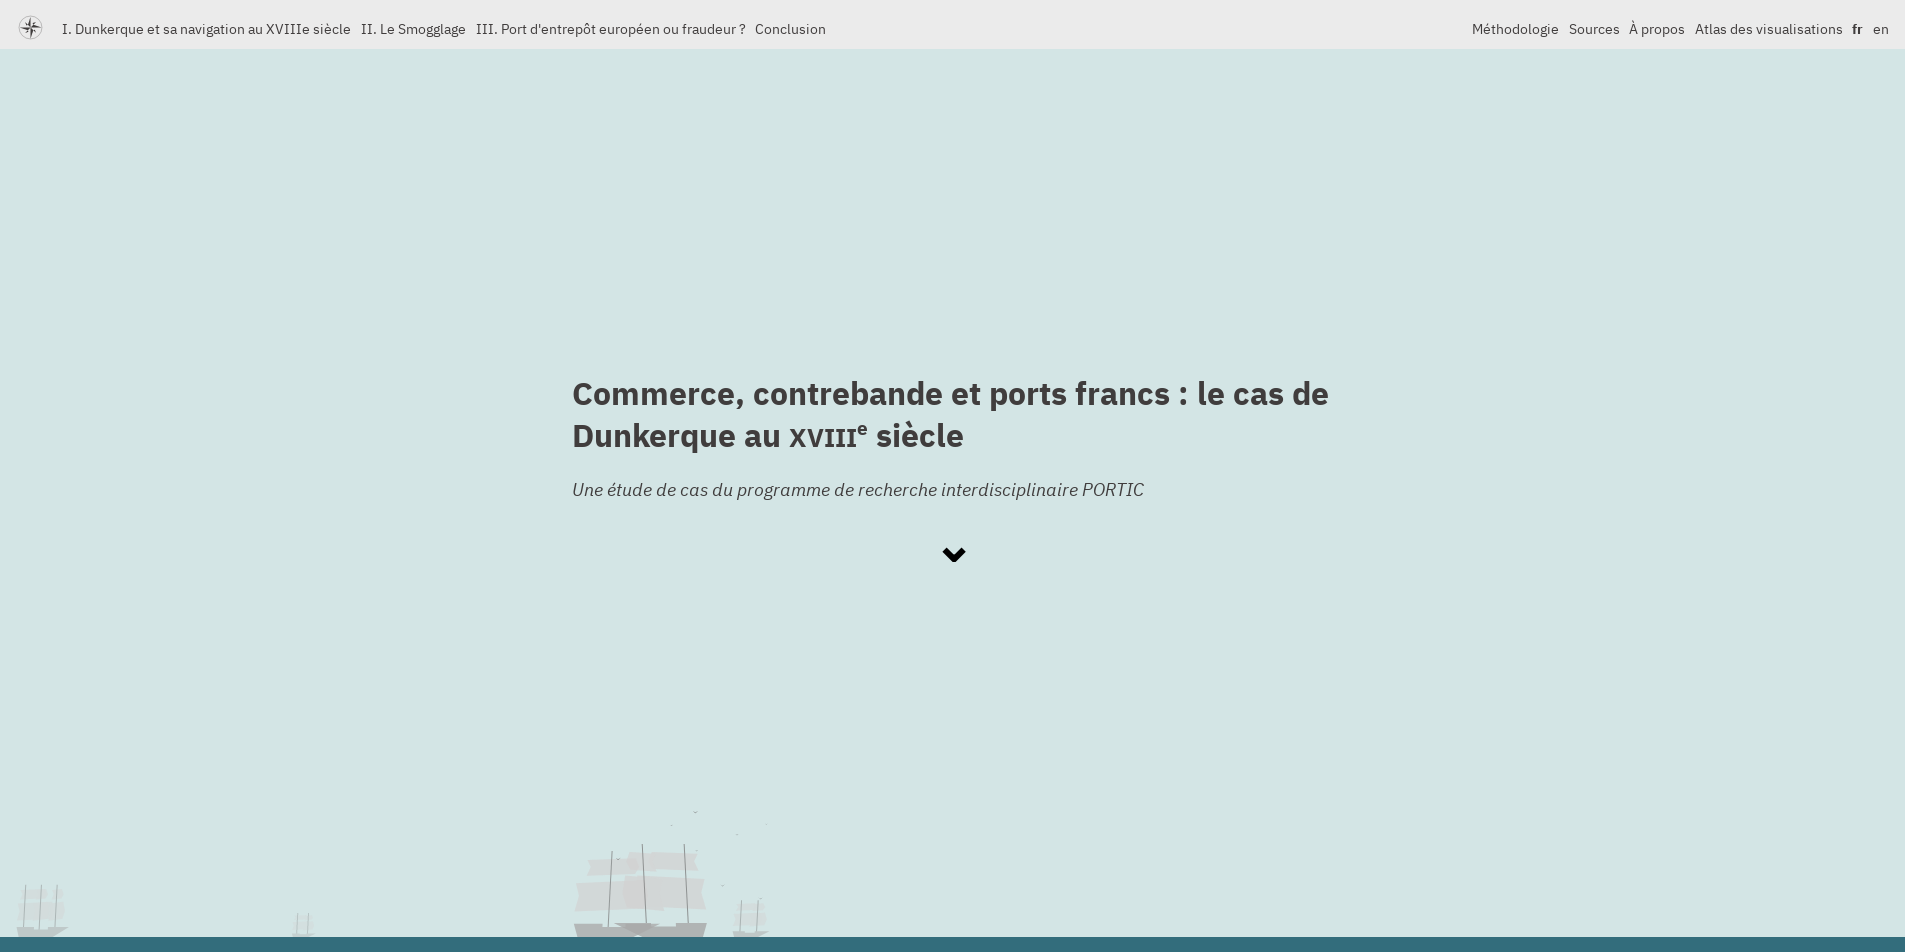 I. Dunkerque et sa navigation au XVIIIe siècle II. Le Smogglage III. Port d'entrepôt européen ou fraudeur ? Conclusion Méthodologie Sources À propos Atlas des visualisations fr en
Commerce, contrebande et ports francs : le cas de
Dunkerque au XVIIIe siècle
Une étude de cas du programme de recherche interdisciplinaire PORTIC